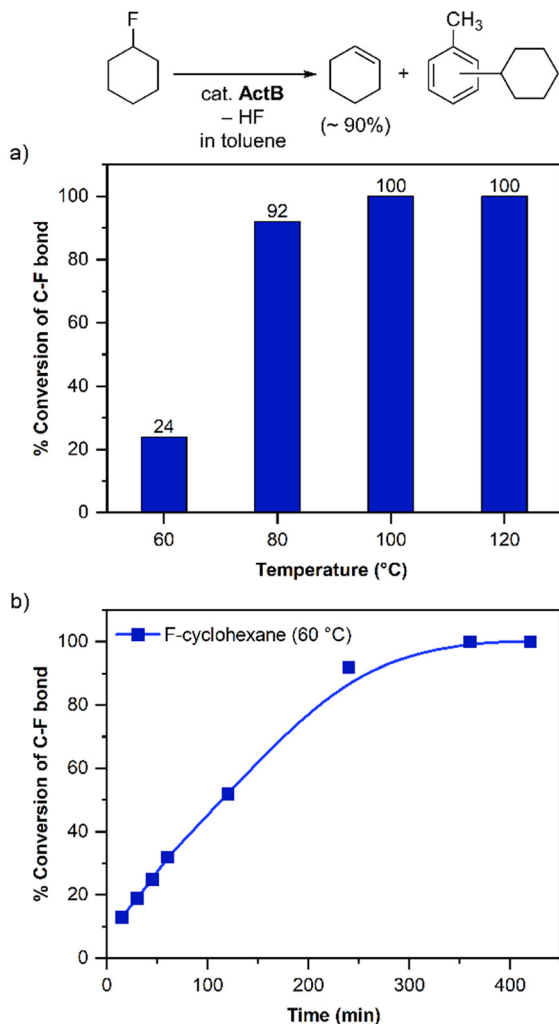 F
CH₃
cat. ActB
– HF
in toluene
+
(~ 90%)
a)
% Conversion of C-F bond
100
80
60
40
20
0
24
92
100
100
60
80
100
120
Temperature (°C)
b)
F-cyclohexane (60 °C)
% Conversion of C-F bond
100
80
60
40
20
0
0
100
200
300
400
Time (min)